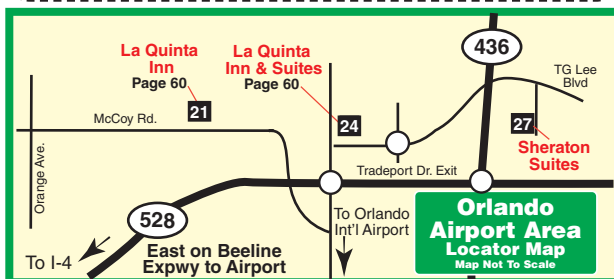 436
La Quinta
Inn
Page 60
La Quinta
Inn & Suites
Page 60
TG Lee
Blvd
21
24
27
McCoy Rd.
Orange Ave.
Sheraton
Suites
Tradeport Dr. Exit
528
To I-4
East on Beeline
Expwy to Airport
To Orlando
Int'l Airport
Orlando
Airport Area
Locator Map
Map Not To Scale